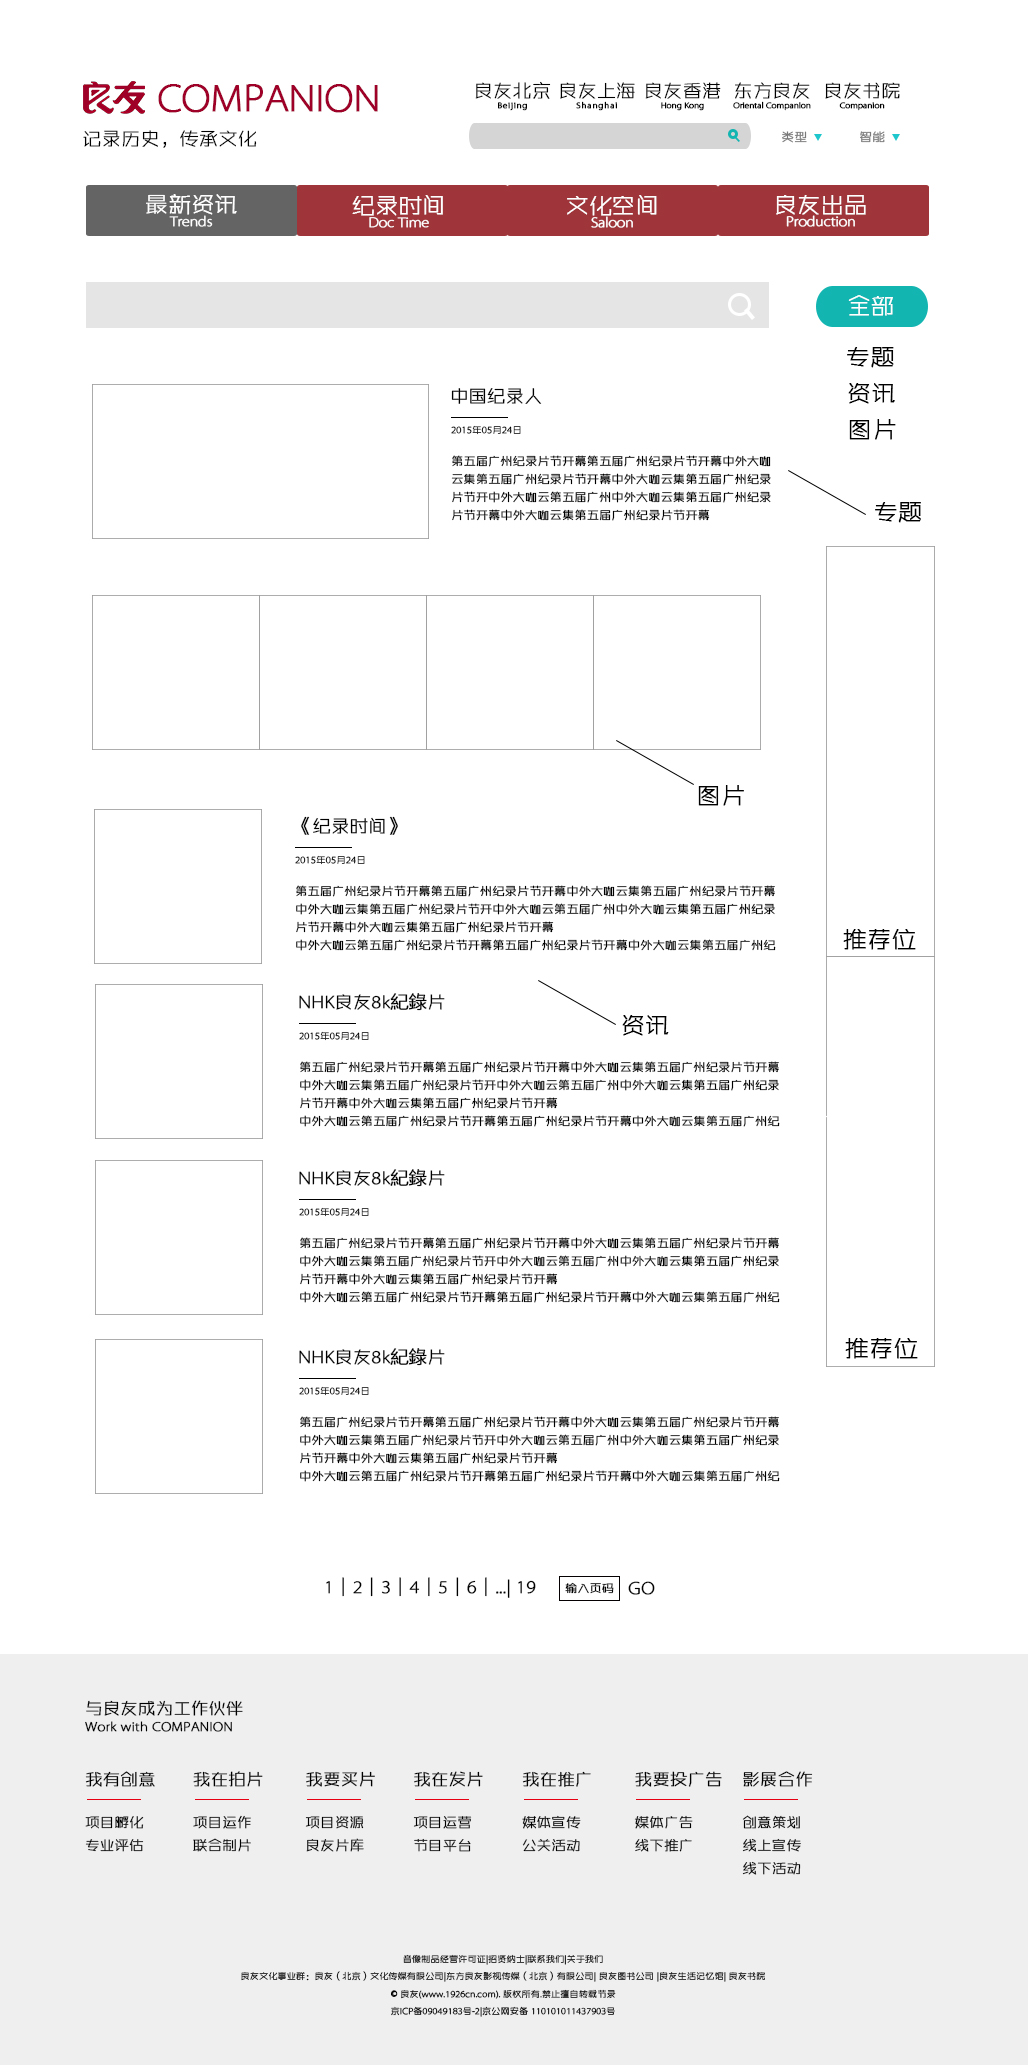 良友 COMPANION
记录历史，传承文化
良友北京 良友上海 良友香港 东方良友 良友书院
Beijing Shanghai Hong Kong Oriental Companion Companion
类型 智能
最新资讯 纪录时间 文化空间 良友出品
Trends Doc Time Saloon Production
全部
专题
资讯
图片
中国纪录人
2015年05月24日
第五届广州纪录片节开幕第五届广州纪录片节开幕中外大咖
云集第五届广州纪录片节开幕中外大咖云集第五届广州纪录
片节开中外大咖云第五届广州中外大咖云集第五届广州纪录
片节开幕中外大咖云集第五届广州纪录片节开幕
专题
图片
《纪录时间》
2015年05月24日
第五届广州纪录片节开幕第五届广州纪录片节开幕中外大咖云集第五届广州纪录片节开幕
中外大咖云集第五届广州纪录片节开中外大咖云第五届广州中外大咖云集第五届广州纪录
片节开幕中外大咖云集第五届广州纪录片节开幕
中外大咖云第五届广州纪录片节开幕第五届广州纪录片节开幕中外大咖云集第五届广州纪
推荐位
NHK良友8k紀錄片
2015年05月24日
资讯
第五届广州纪录片节开幕第五届广州纪录片节开幕中外大咖云集第五届广州纪录片节开幕
中外大咖云集第五届广州纪录片节开中外大咖云第五届广州中外大咖云集第五届广州纪录
片节开幕中外大咖云集第五届广州纪录片节开幕
中外大咖云第五届广州纪录片节开幕第五届广州纪录片节开幕中外大咖云集第五届广州纪
NHK良友8k紀錄片
2015年05月24日
第五届广州纪录片节开幕第五届广州纪录片节开幕中外大咖云集第五届广州纪录片节开幕
中外大咖云集第五届广州纪录片节开中外大咖云第五届广州中外大咖云集第五届广州纪录
片节开幕中外大咖云集第五届广州纪录片节开幕
中外大咖云第五届广州纪录片节开幕第五届广州纪录片节开幕中外大咖云集第五届广州纪
推荐位
NHK良友8k紀錄片
2015年05月24日
第五届广州纪录片节开幕第五届广州纪录片节开幕中外大咖云集第五届广州纪录片节开幕
中外大咖云集第五届广州纪录片节开中外大咖云第五届广州中外大咖云集第五届广州纪录
片节开幕中外大咖云集第五届广州纪录片节开幕
中外大咖云第五届广州纪录片节开幕第五届广州纪录片节开幕中外大咖云集第五届广州纪
1 | 2 | 3 | 4 | 5 | 6 | ...| 19 输入页码 GO
与良友成为工作伙伴
Work with COMPANION
我有创意 我在拍片 我要买片 我在发片 我在推广 我要投广告 影展合作
项目孵化 项目运作 项目资源 项目运营 媒体宣传 媒体广告 创意策划
专业评估 联合制片 良友片库 节目平台 公关活动 线下推广 线上宣传
线下活动
音像制品经营许可证|招贤纳士|联系我们|关于我们
良友文化事业群：良友（北京）文化传媒有限公司|东方良友影视传媒（北京）有限公司| 良友图书公司 |良友生活记忆馆| 良友书院
© 良友(www.1926cn.com). 版权所有.禁止擅自转载节录
京ICP备09049183号-2|京公网安备 110101011437903号